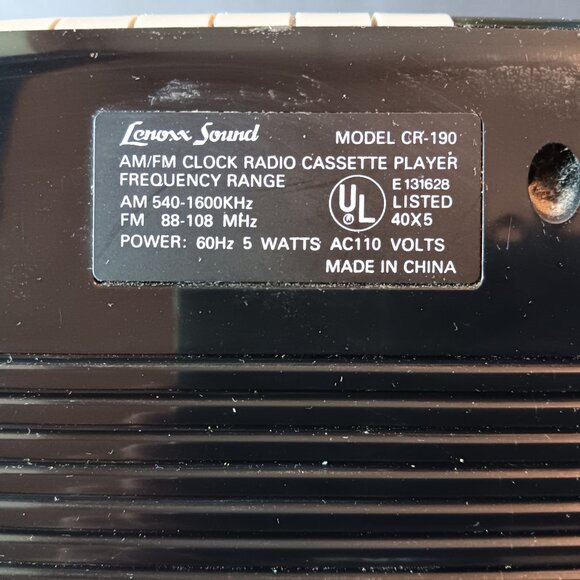 Lenoxx Sound MODEL CR-190
AM/FM CLOCK RADIO CASSETTE PLAYER
FREQUENCY RANGE
AM 540-1600KHz
FM 88-108 MHz
UL
®
E131628
LISTED
40X5
POWER: 60Hz 5 WATTS AC110 VOLTS
MADE IN CHINA